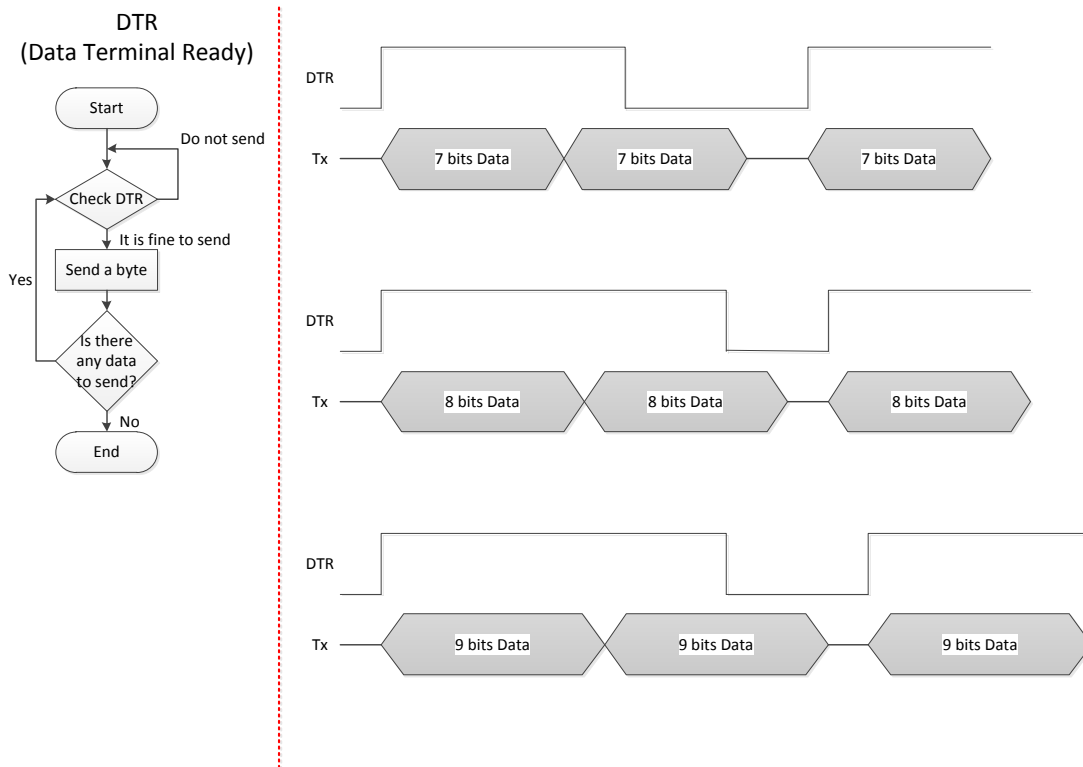 DTR
(Data Terminal Ready)
Start
Do not send
Check DTR
It is fine to send
Yes
Send a byte
Is there
any data
to send?
No
End
DTR
Tx
7 bits Data
7 bits Data
7 bits Data
DTR
Tx
8 bits Data
8 bits Data
8 bits Data
DTR
Tx
9 bits Data
9 bits Data
9 bits Data